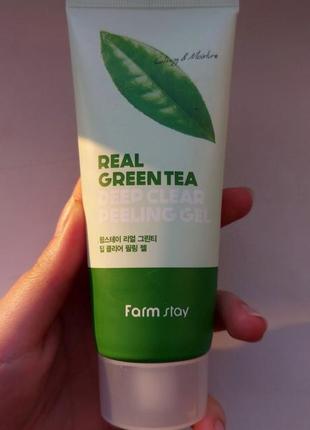 Calming & Moisture
REAL
GREEN TEA
DEEP CLEAR
PEELING GEL
팜스테이 리얼 그린티
딥 클리어 필링 젤
Farm stay